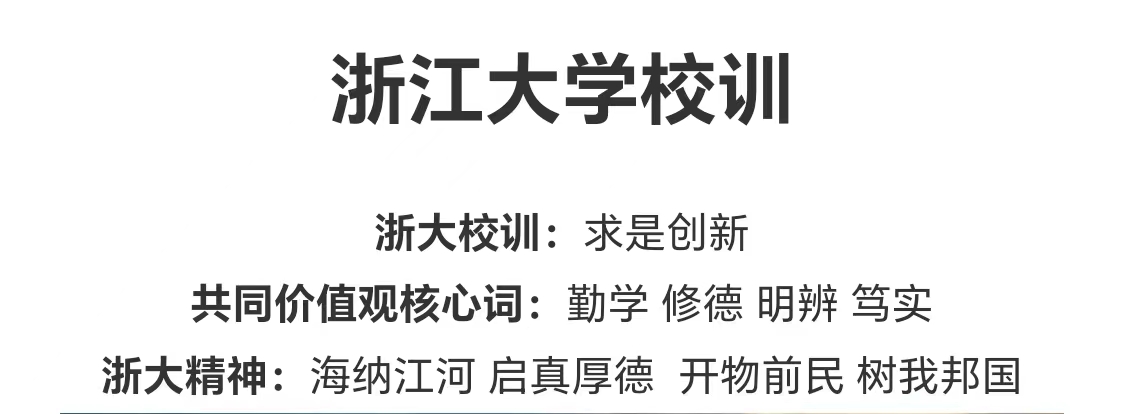 浙江大学校训
浙大校训：求是创新
共同价值观核心词：勤学 修德 明辨 笃实
浙大精神：海纳江河 启真厚德 开物前民 树我邦国